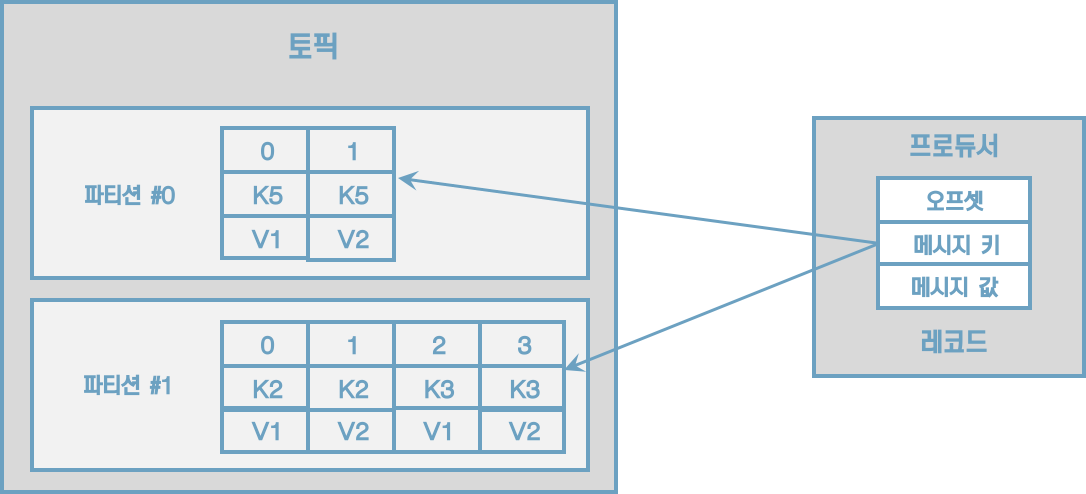 토픽
파티션 #0
0 1
K5 K5
V1 V2
파티션 #1
0 1 2 3
K2 K2 K3 K3
V1 V2 V1 V2
프로듀서
오프셋
메시지 키
메시지 값
레코드